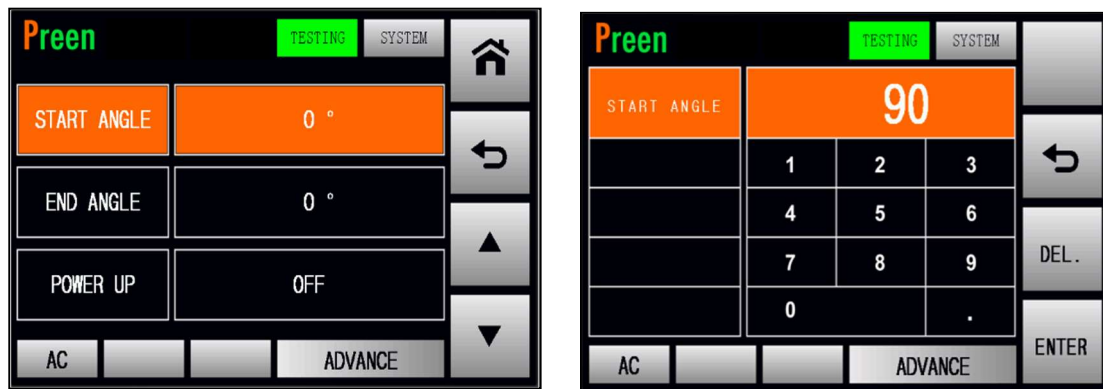 Preen TESTING SYSTEM
START ANGLE 0 °
END ANGLE 0 °
POWER UP OFF
AC ADVANCE
Preen TESTING SYSTEM
START ANGLE 90
1 2 3
4 5 6
7 8 9 DEL.
0 .
ENTER
AC ADVANCE